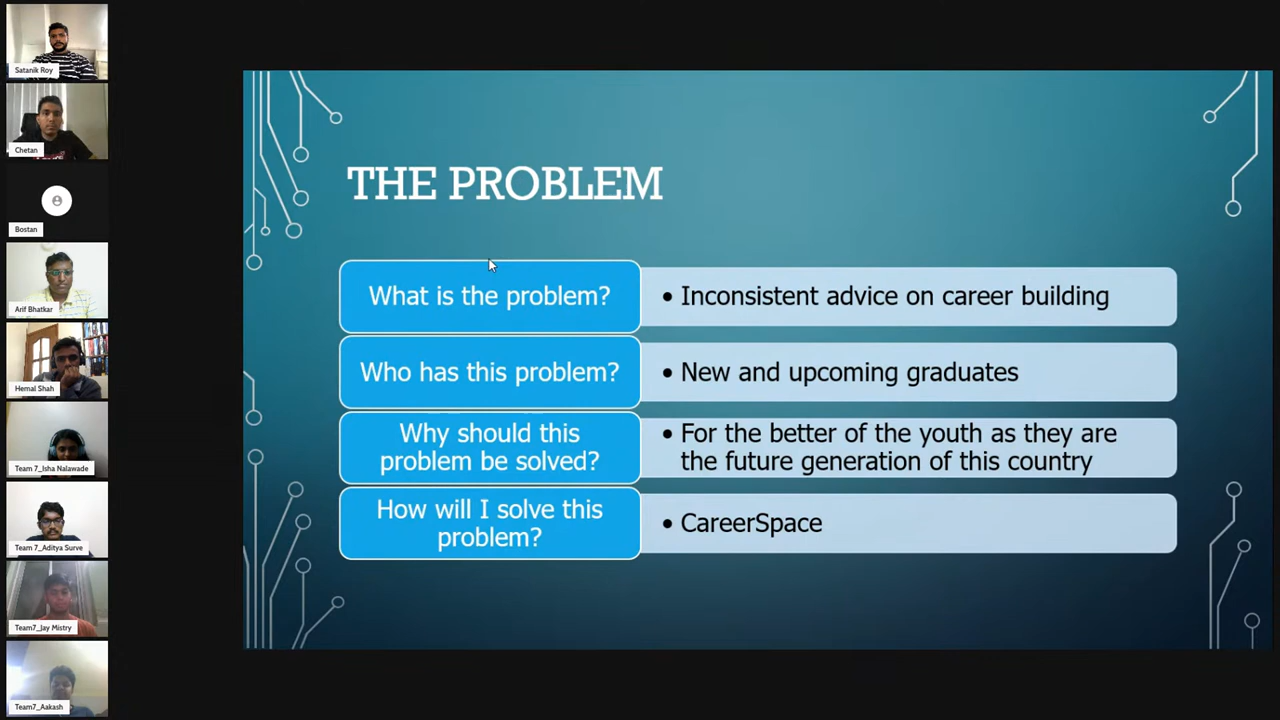 Satanik Roy
Chetan
Bostan
Arif Bhatkar
Hemal Shah
Team 7_Isha Nalawade
Team 7_Aditya Surve
Team7_Jay Mistry
Team7_Aakash
THE PROBLEM
What is the problem?
• Inconsistent advice on career building
Who has this problem?
• New and upcoming graduates
Why should this
problem be solved?
• For the better of the youth as they are
the future generation of this country
How will I solve this
problem?
• CareerSpace